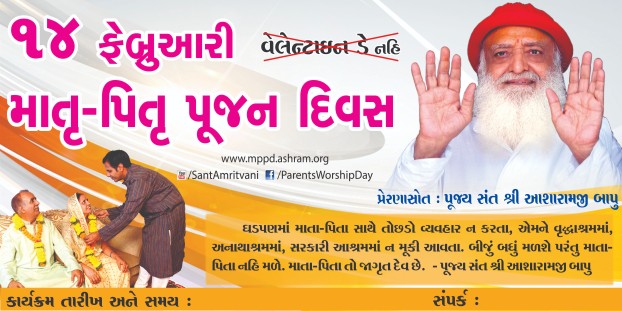 ૧૪ ફેબ્રુઆરી
વેલેન્ટાઇન ડે નહિ
માતૃ-પિતૃ પૂજન દિવસ
www.mppd.ashram.org
/SantAmritvani /ParentsWorshipDay
પ્રેરણાસ્રોત : પૂજ્ય સંત શ્રી આશારામજી બાપુ
ઘડપણમાં માતા-પિતા સાથે તોછડો વ્યવહાર ન કરતા, એમને વૃદ્ધાશ્રમમાં,
અનાથાશ્રમમાં, સરકારી આશ્રમમાં ન મૂકી આવતા. બીજું બધું મળશે પરંતુ માતા-
પિતા નહિ મળે. માતા-પિતા તો જાગૃત દેવ છે. - પૂજ્ય સંત શ્રી આશારામજી બાપુ
કાર્યક્રમ તારીખ અને સમય :
સંપર્ક :